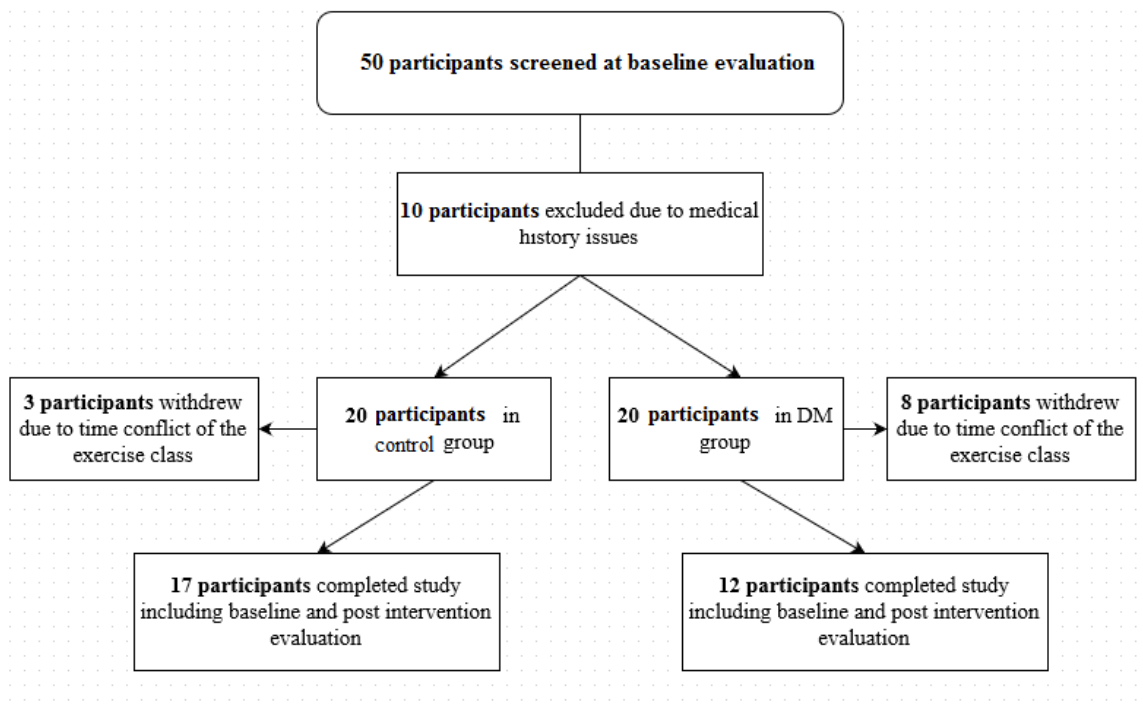 50 participants screened at baseline evaluation
10 participants excluded due to medical
history issues
3 participants withdrew
due to time conflict of the
exercise class
20 participants in
control group
20 participants in DM
group
8 participants withdrew
due to time conflict of the
exercise class
17 participants completed study
including baseline and post intervention
evaluation
12 participants completed study
including baseline and post intervention
evaluation